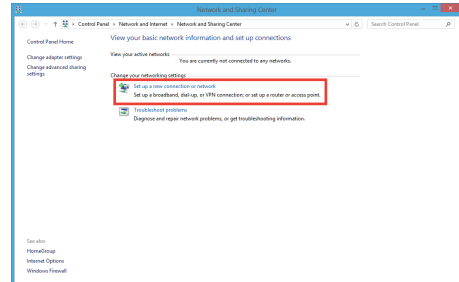 Network and Sharing Center
Control Panel > Network and Internet > Network and Sharing Center
Search Control Panel
Control Panel Home
Change adapter settings
Change advanced sharing
settings
View your basic network information and set up connections
View your active networks
You are currently not connected to any networks.
Change your networking settings
Set up a new connection or network
Set up a broadband, dial-up, or VPN connection; or set up a router or access point.
Troubleshoot problems
Diagnose and repair network problems, or get troubleshooting information.
See also
HomeGroup
Internet Options
Windows Firewall